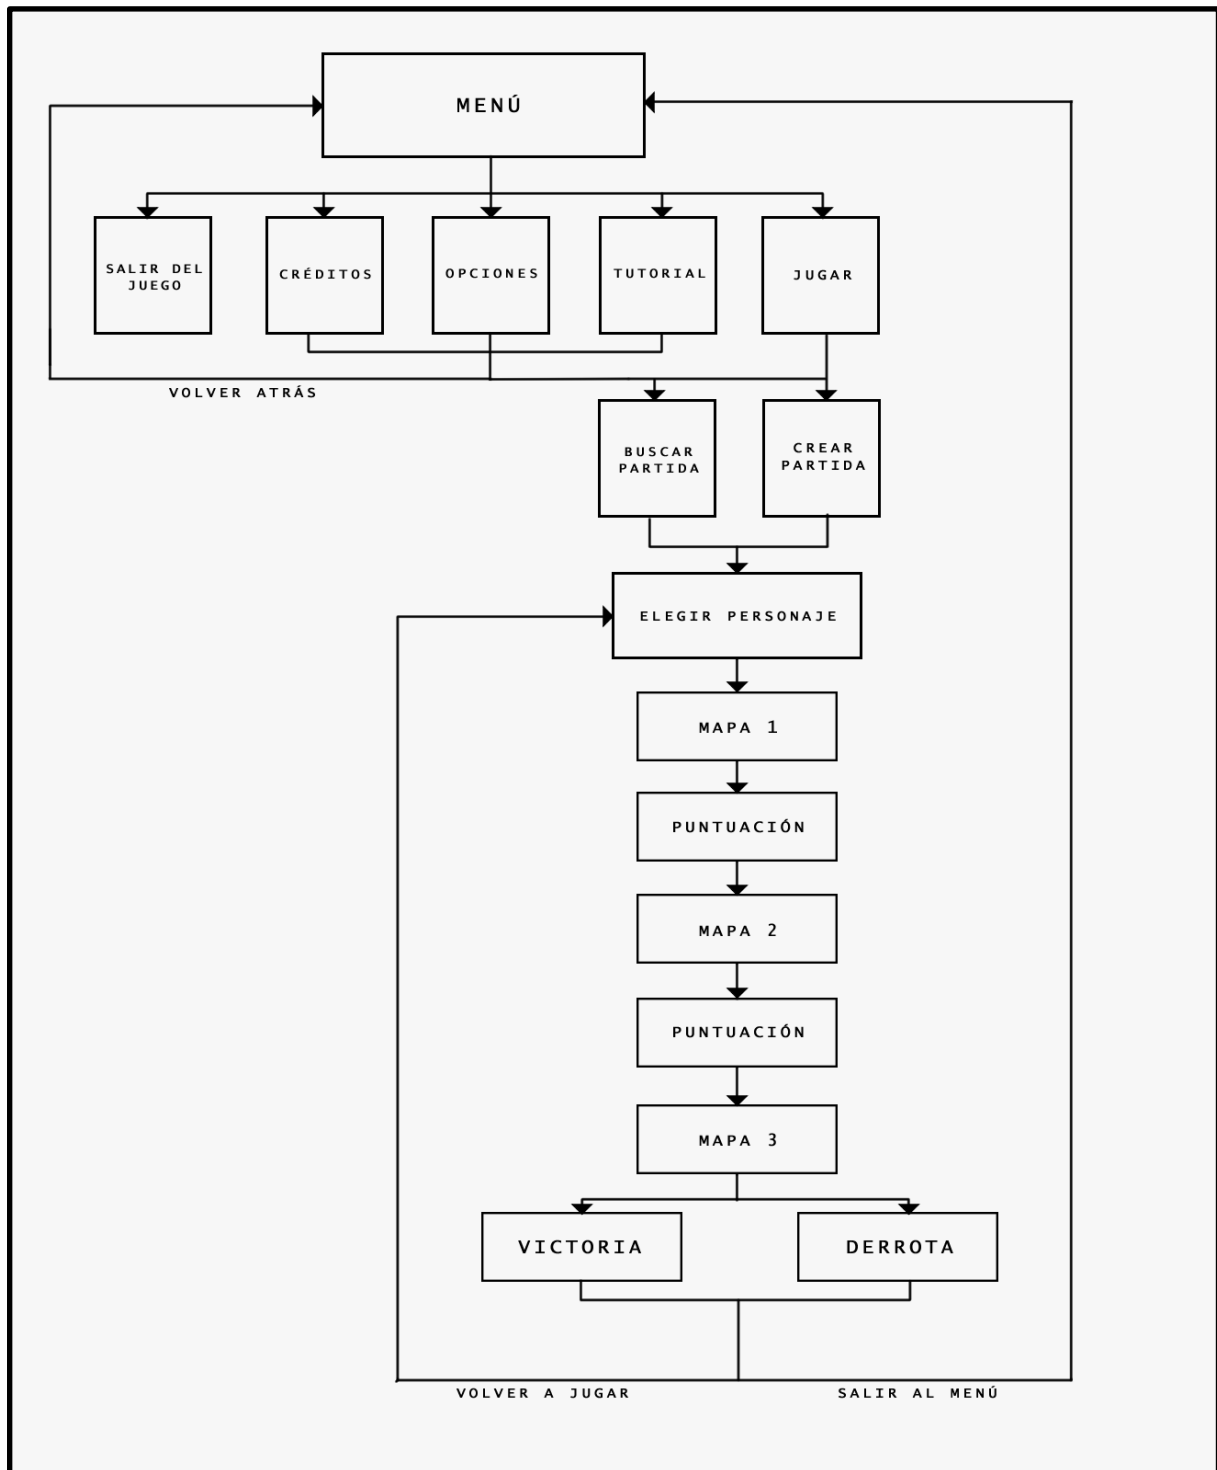 MENÚ
SALIR DEL
JUEGO
CRÉDITOS
OPCIONES
TUTORIAL
JUGAR
VOLVER ATRÁS
BUSCAR
PARTIDA
CREAR
PARTIDA
ELEGIR PERSONAJE
MAPA 1
PUNTUACIÓN
MAPA 2
PUNTUACIÓN
MAPA 3
VICTORIA
DERROTA
VOLVER A JUGAR
SALIR AL MENÚ